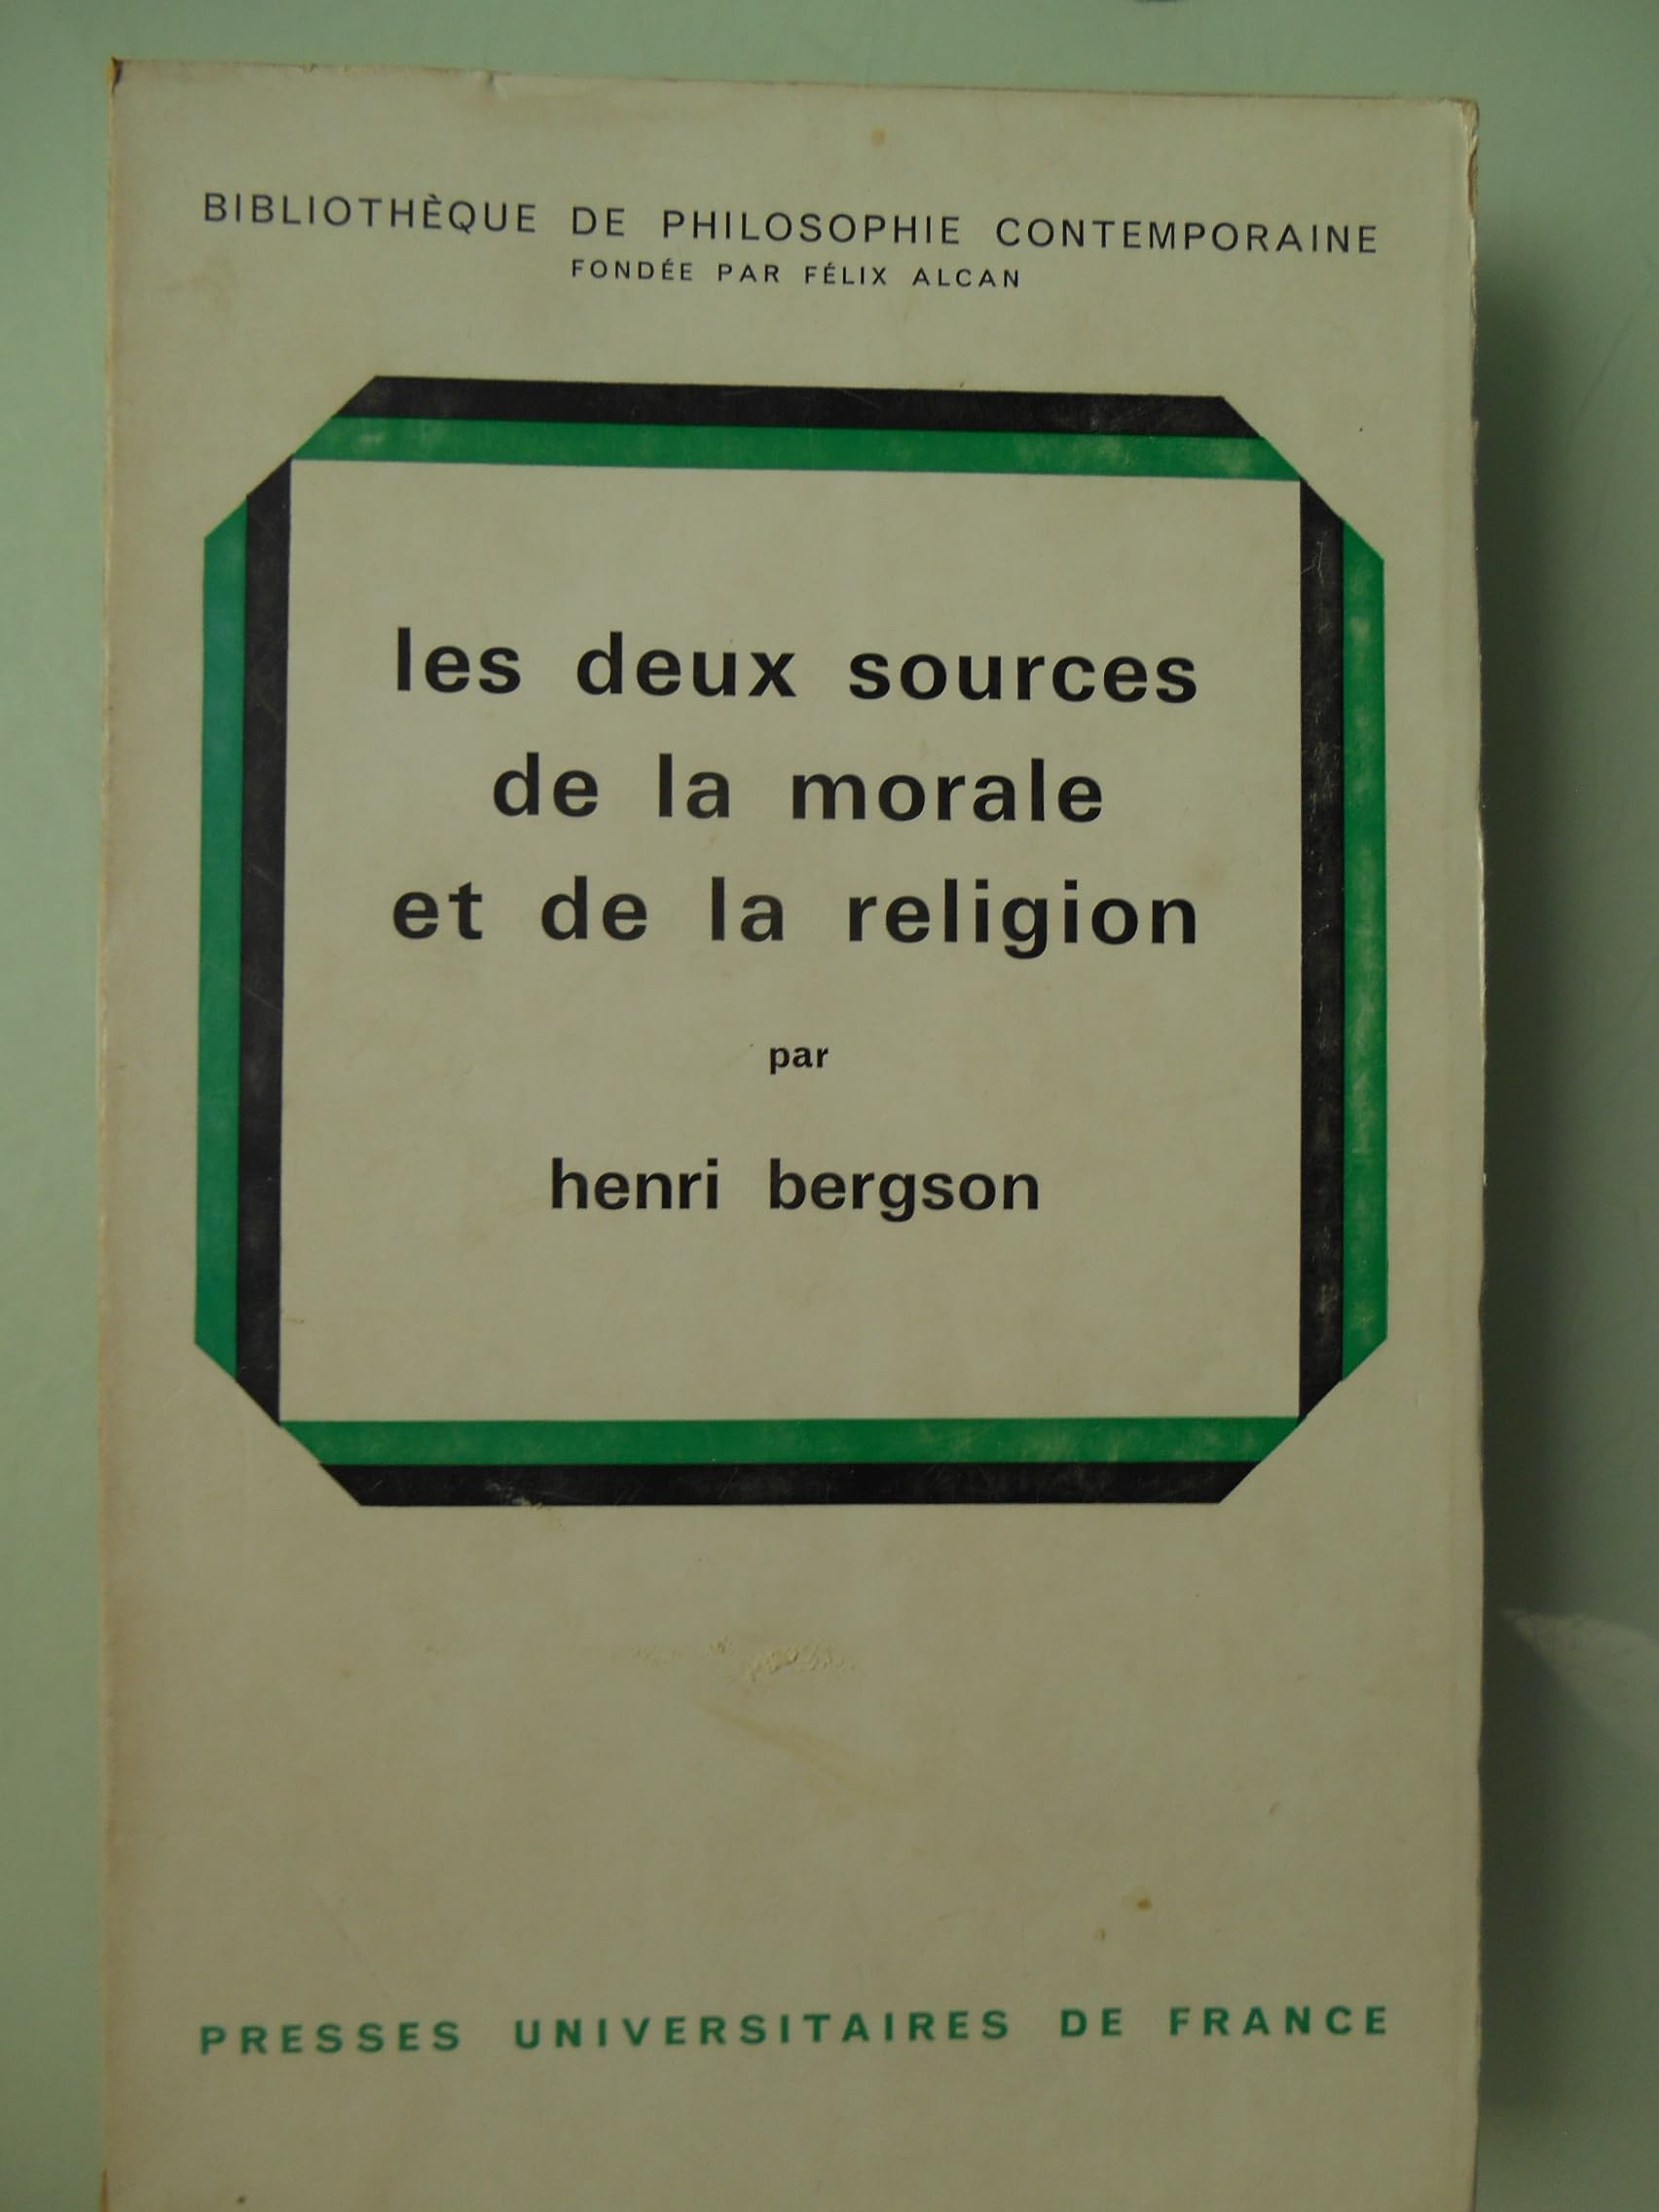 BIBLIOTHÈQUE DE PHILOSOPHIE CONTEMPORAINE
FONDÉE PAR FÉLIX ALCAN
les deux sources
de la morale
et de la religion
par
henri bergson
PRESSES UNIVERSITAIRES DE FRANCE